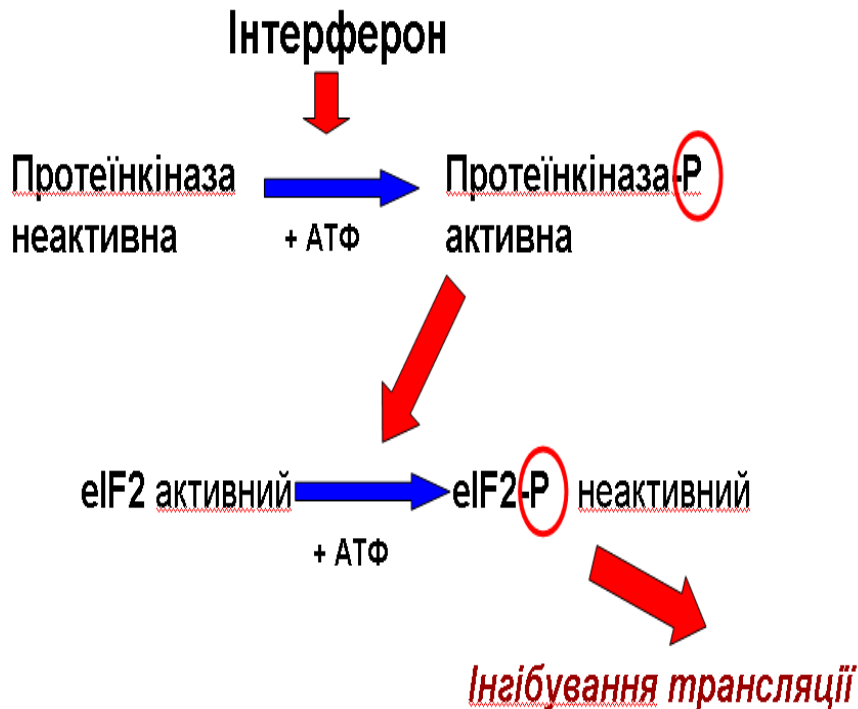 Інтерферон
Протеїнкіназа Протеїнкіназа-Р
неактивна + АТФ активна
eIF2 активний eIF2-Р неактивний
+ АТФ
Інгібування трансляції